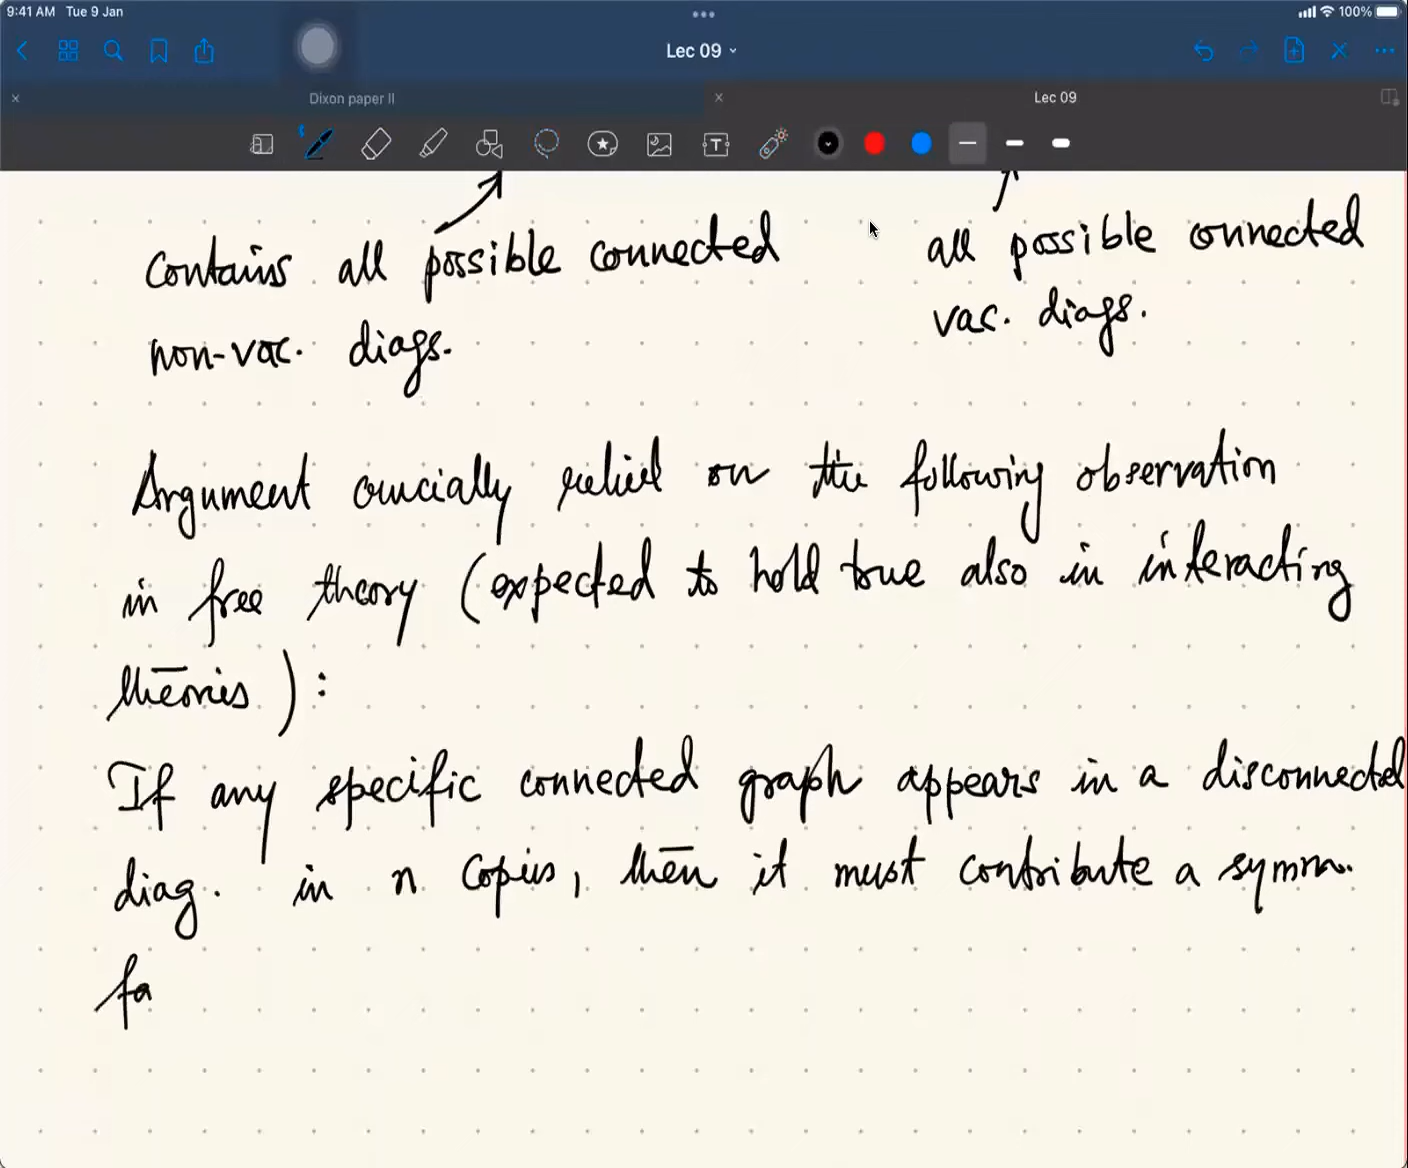 9:41 AM Tue 9 Jan
100%
Lec 09
Dixon paper II
Lec 09
contains all possible connected
non-vac. diags.
all possible connected
vac. diags.
Argument crucially relied on the following observation
in free theory (expected to hold true also in interacting
theories):
If any specific connected graph appears in a disconnected
diag. in n copies, then it must contribute a symm.
fa